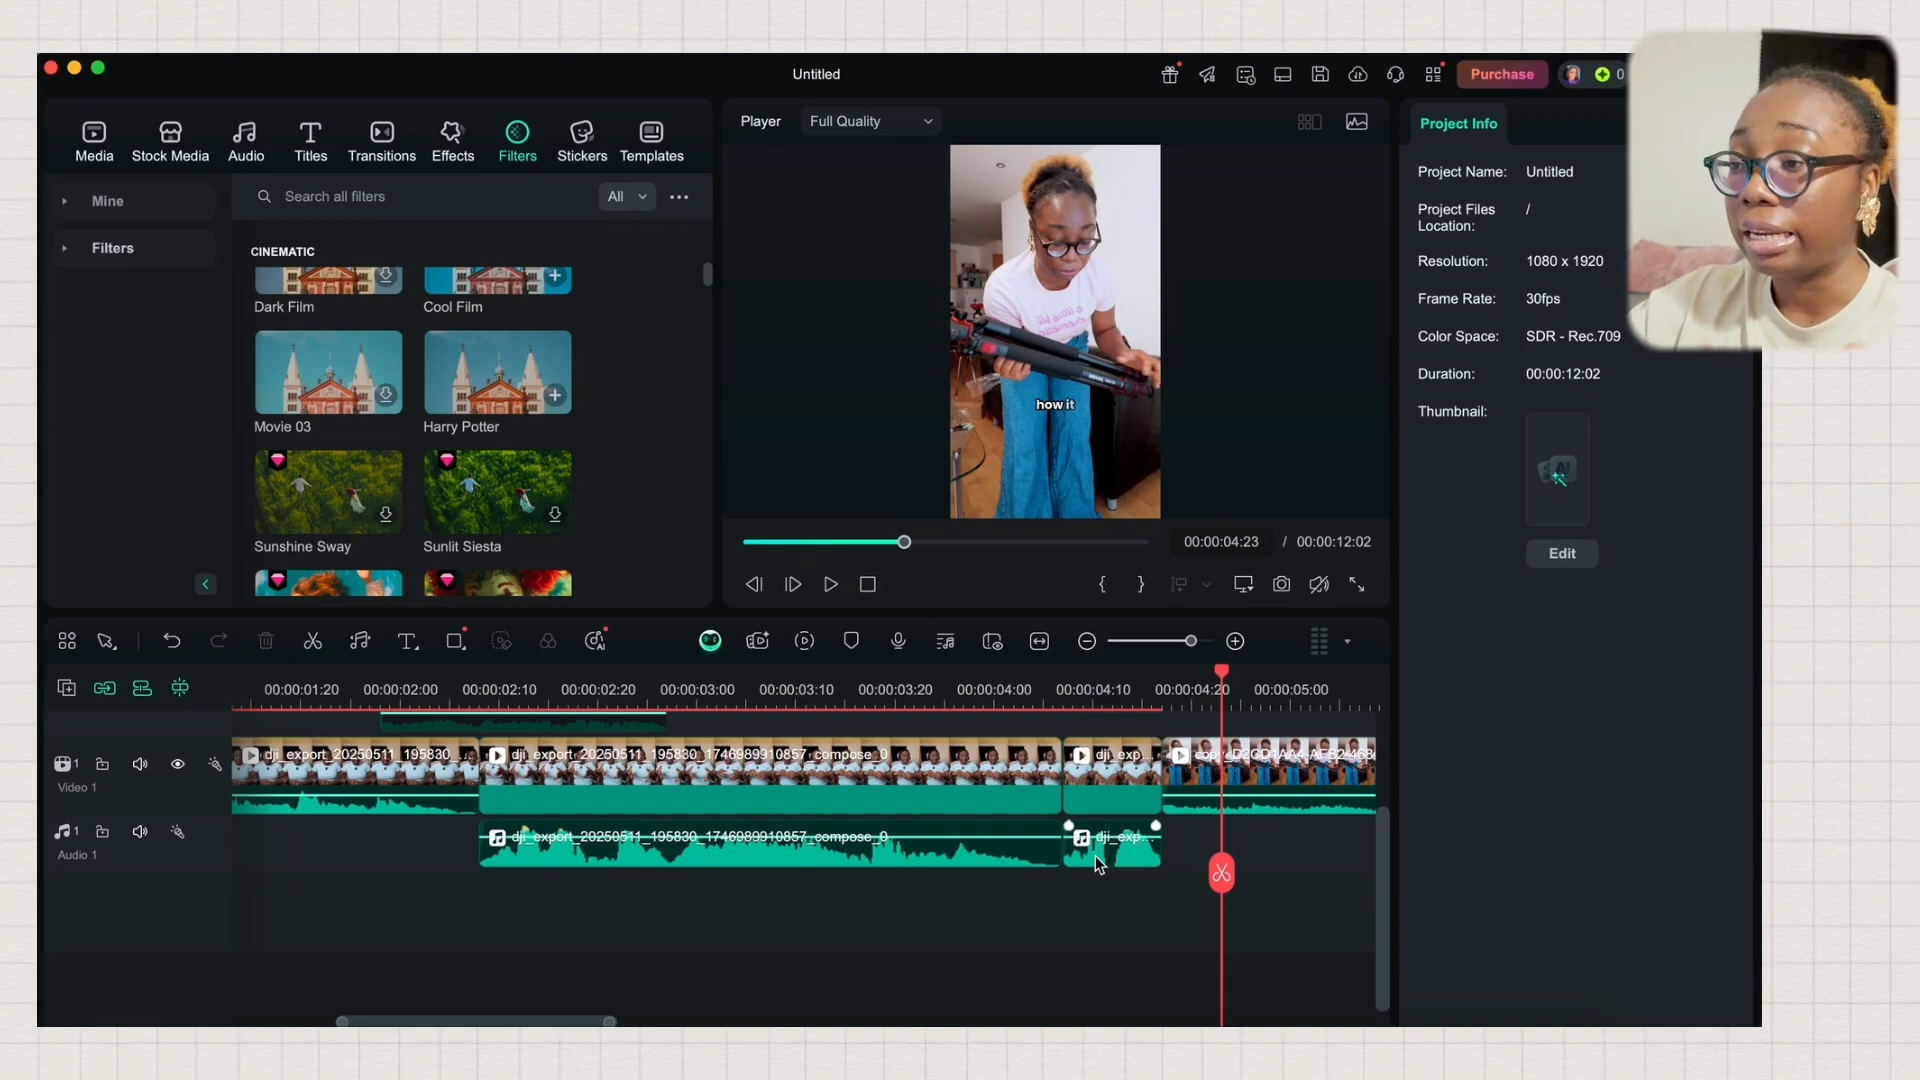 Untitled
Purchase
0
Media
Stock Media
Audio
Titles
Transitions
Effects
Filters
Stickers
Templates
Mine
Filters
Search all filters
All
CINEMATIC
Dark Film
Cool Film
Movie 03
Harry Potter
Sunshine Sway
Sunlit Siesta
Player
Full Quality
how it
00:00:04:23 / 00:00:12:02
Project Info
Project Name: Untitled
Project Files Location: /
Resolution: 1080 x 1920
Frame Rate: 30fps
Color Space: SDR - Rec.709
Duration: 00:00:12:02
Thumbnail:
Edit
00:00:01:20 00:00:02:00 00:00:02:10 00:00:02:20 00:00:03:00 00:00:03:10 00:00:03:20 00:00:04:00 00:00:04:10 00:00:04:20 00:00:05:00
1
Video 1
dji_export_20250511_195830_...
dji_export_20250511_195830_1746989910857_compose_0
dji_exp...
1
Audio 1
dji_export_20250511_195830_1746989910857_compose_0
dji_exp...